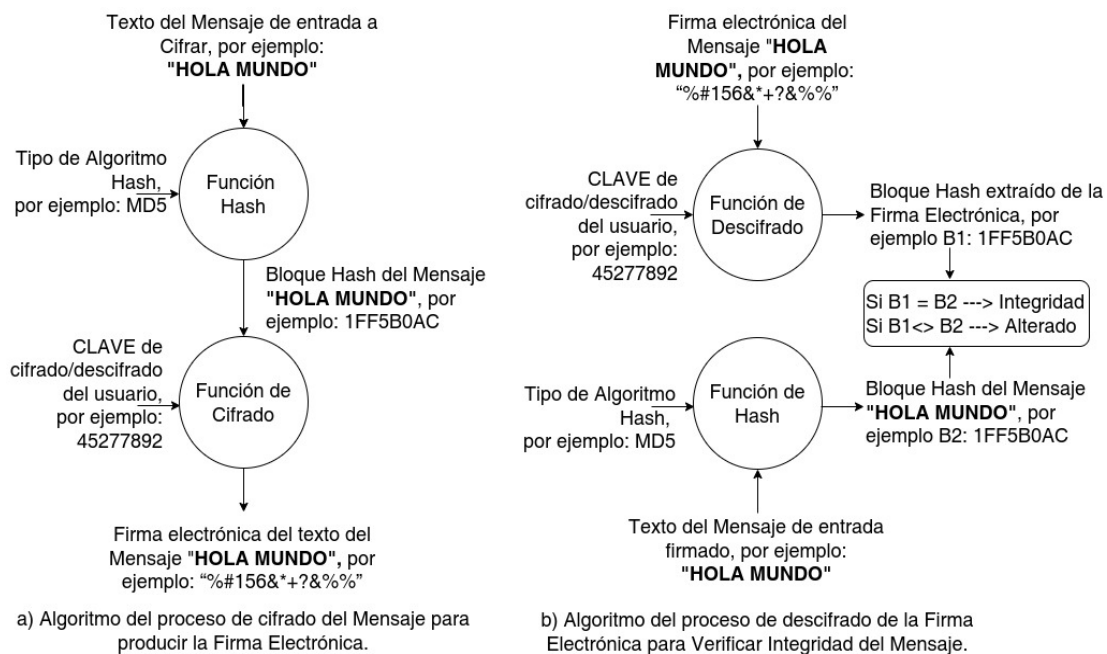 Texto del Mensaje de entrada a
Cifrar, por ejemplo:
"HOLA MUNDO"
Tipo de Algoritmo
Hash,
por ejemplo: MD5
Función
Hash
Bloque Hash del Mensaje
"HOLA MUNDO", por
ejemplo: 1FF5B0AC
CLAVE de
cifrado/descifrado
del usuario,
por ejemplo:
45277892
Función de
Cifrado
Firma electrónica del texto del
Mensaje "HOLA MUNDO", por
ejemplo: “%#156&*+?&%%”
a) Algoritmo del proceso de cifrado del Mensaje para
producir la Firma Electrónica.
Firma electrónica del
Mensaje "HOLA
MUNDO", por ejemplo:
“%#156&*+?&%%”
CLAVE de
cifrado/descifrado
del usuario,
por ejemplo:
45277892
Función de
Descifrado
Bloque Hash extraído de la
Firma Electrónica, por
ejemplo B1: 1FF5B0AC
Si B1 = B2 ---> Integridad
Si B1<> B2 ---> Alterado
Tipo de Algoritmo
Hash,
por ejemplo: MD5
Función de
Hash
Bloque Hash del Mensaje
"HOLA MUNDO", por
ejemplo B2: 1FF5B0AC
Texto del Mensaje de entrada
firmado, por ejemplo:
"HOLA MUNDO"
b) Algoritmo del proceso de descifrado de la Firma
Electrónica para Verificar Integridad del Mensaje.